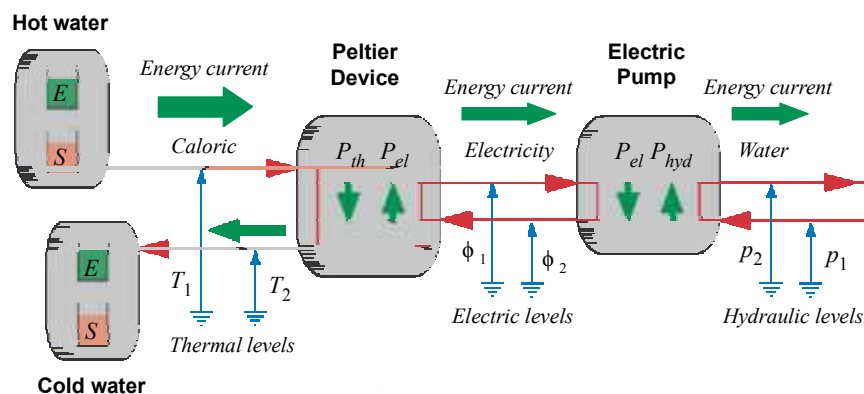 Hot water
Energy current
Peltier
Device
Energy current
Electric
Pump
Energy current
E
S
Caloric
P_th P_el
Electricity
P_el P_hyd
Water
E
S
T_1
T_2
ϕ_1
ϕ_2
p_2
p_1
Thermal levels
Electric levels
Hydraulic levels
Cold water